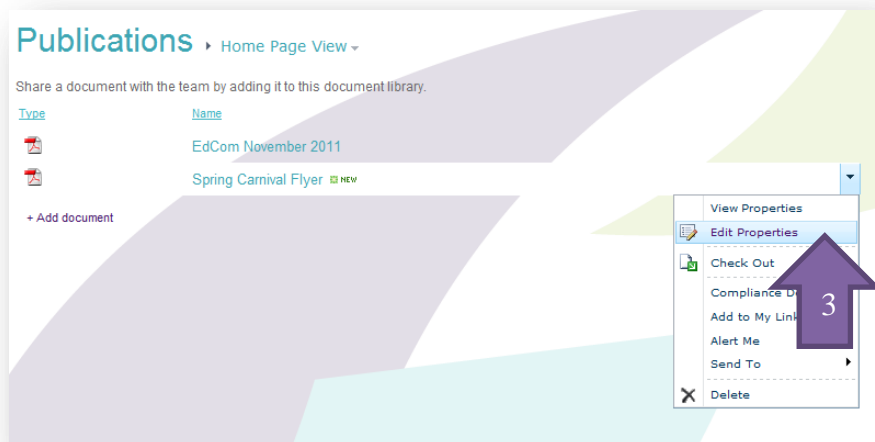 Publications ▸ Home Page View
Share a document with the team by adding it to this document library.
Type Name
EdCom November 2011
Spring Carnival Flyer NEW
+ Add document
View Properties
Edit Properties
Check Out
Compliance
Add to My
Alert Me
Send To
Delete
3